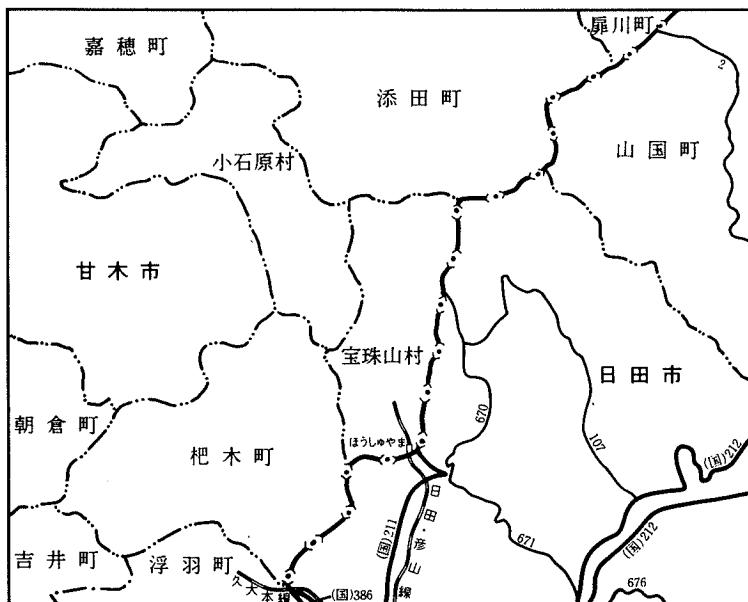 嘉穂町
扉川町
2
添田町
山国町
小石原村
甘木市
宝珠山村
日田市
朝倉町
杷木町
ほうしゅやま
670
107
(国)212
(国)211
日田・彦山線
671
(国)212
吉井町
浮羽町
久大本線
(国)386
676